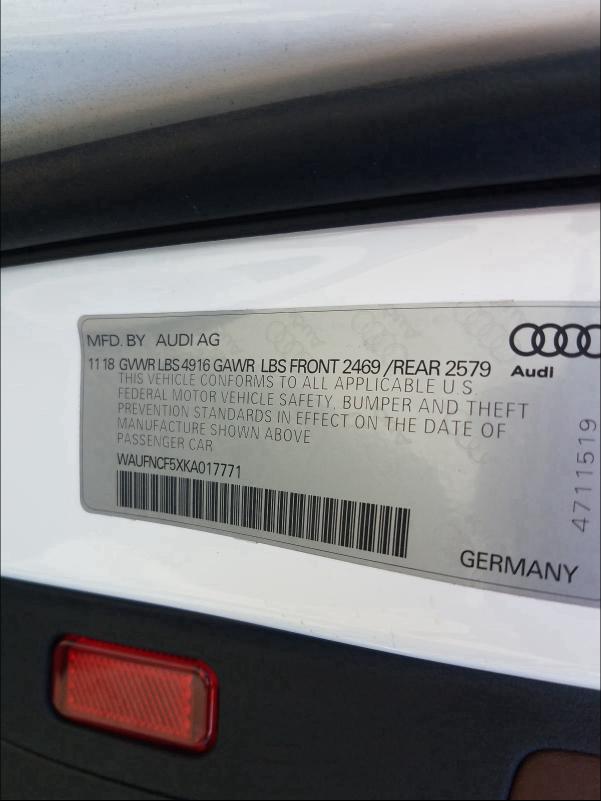 MFD. BY AUDI AG
11 18 GVWR LBS 4916 GAWR LBS FRONT 2469 /REAR 2579
THIS VEHICLE CONFORMS TO ALL APPLICABLE U.S.
FEDERAL MOTOR VEHICLE SAFETY, BUMPER AND THEFT
PREVENTION STANDARDS IN EFFECT ON THE DATE OF
MANUFACTURE SHOWN ABOVE
PASSENGER CAR
WAUFNCF5XKA017771
Audi
4711519
GERMANY